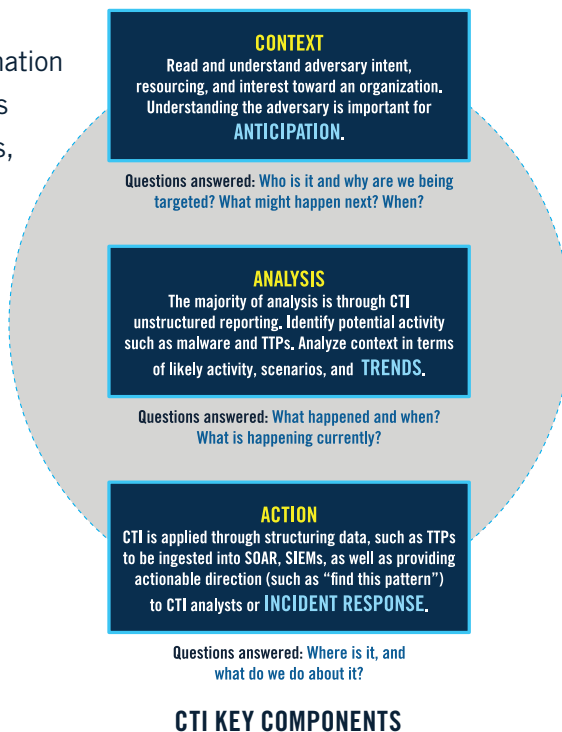 nation
s
s,
CONTEXT
Read and understand adversary intent,
resourcing, and interest toward an organization.
Understanding the adversary is important for
ANTICIPATION.
Questions answered: Who is it and why are we being
targeted? What might happen next? When?
ANALYSIS
The majority of analysis is through CTI
unstructured reporting. Identify potential activity
such as malware and TTPs. Analyze context in terms
of likely activity, scenarios, and TRENDS.
Questions answered: What happened and when?
What is happening currently?
ACTION
CTI is applied through structuring data, such as TTPs
to be ingested into SOAR, SIEMs, as well as providing
actionable direction (such as “find this pattern”)
to CTI analysts or INCIDENT RESPONSE.
Questions answered: Where is it, and
what do we do about it?
CTI KEY COMPONENTS